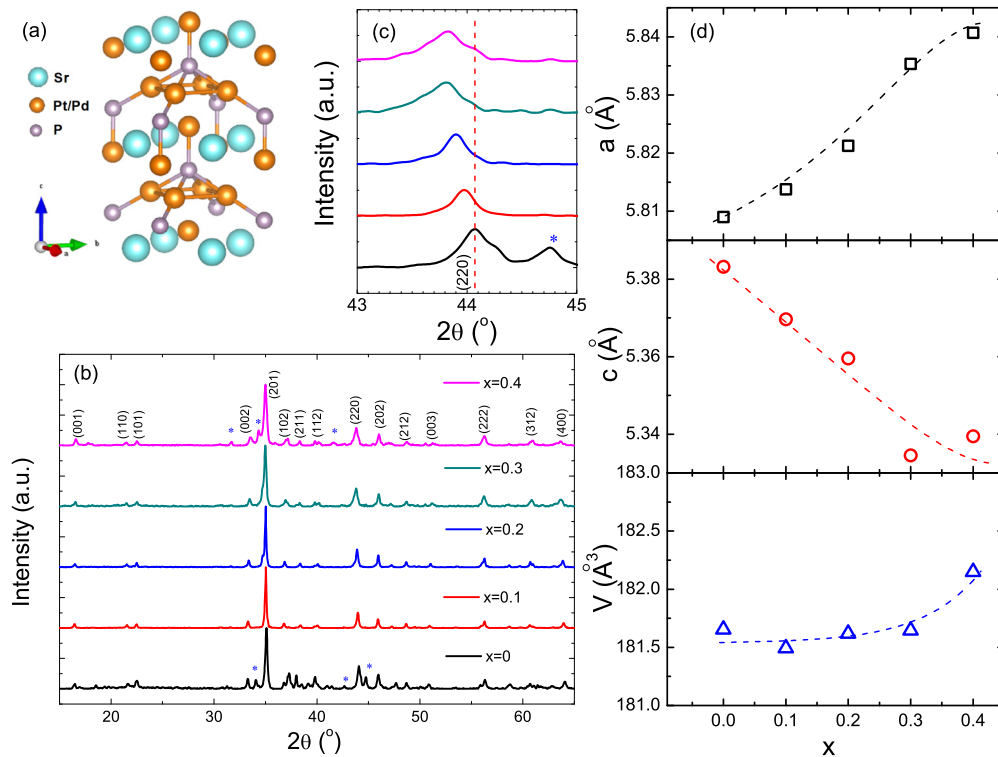 (a)
Sr
Pt/Pd
P
c
b
a
(c)
Intensity (a.u.)
(220)
*
43
44
45
2θ (°)
(b)
x=0.4
(001)
(110)
(101)
*
(002)
*
(201)
(102)
(211)
(112)
*
(220)
(202)
(212)
(003)
(222)
(312)
(400)
x=0.3
x=0.2
x=0.1
x=0
*
*
*
Intensity (a.u.)
20
30
40
50
60
2θ (°)
(d)
5.84
5.83
5.82
5.81
a (Å)
5.38
5.36
5.34
c (Å)
183.0
182.5
182.0
181.5
181.0
V (Å³)
0.0
0.1
0.2
0.3
0.4
x